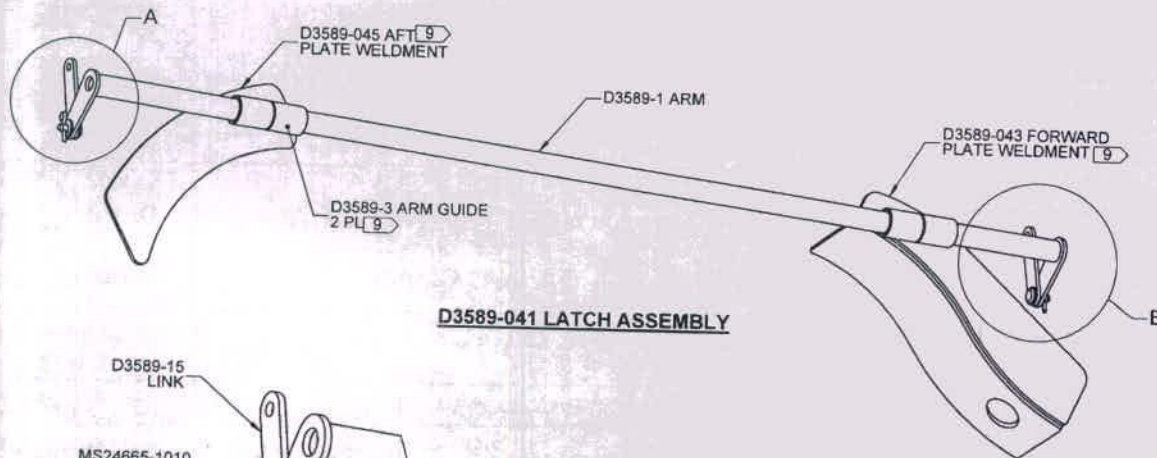 A
D3589-045 AFT 9
PLATE WELDMENT
D3589-1 ARM
D3589-043 FORWARD
PLATE WELDMENT 9
D3589-3 ARM GUIDE
2 PL 9
B
D3589-041 LATCH ASSEMBLY
D3589-15
LINK
MS24665-1010